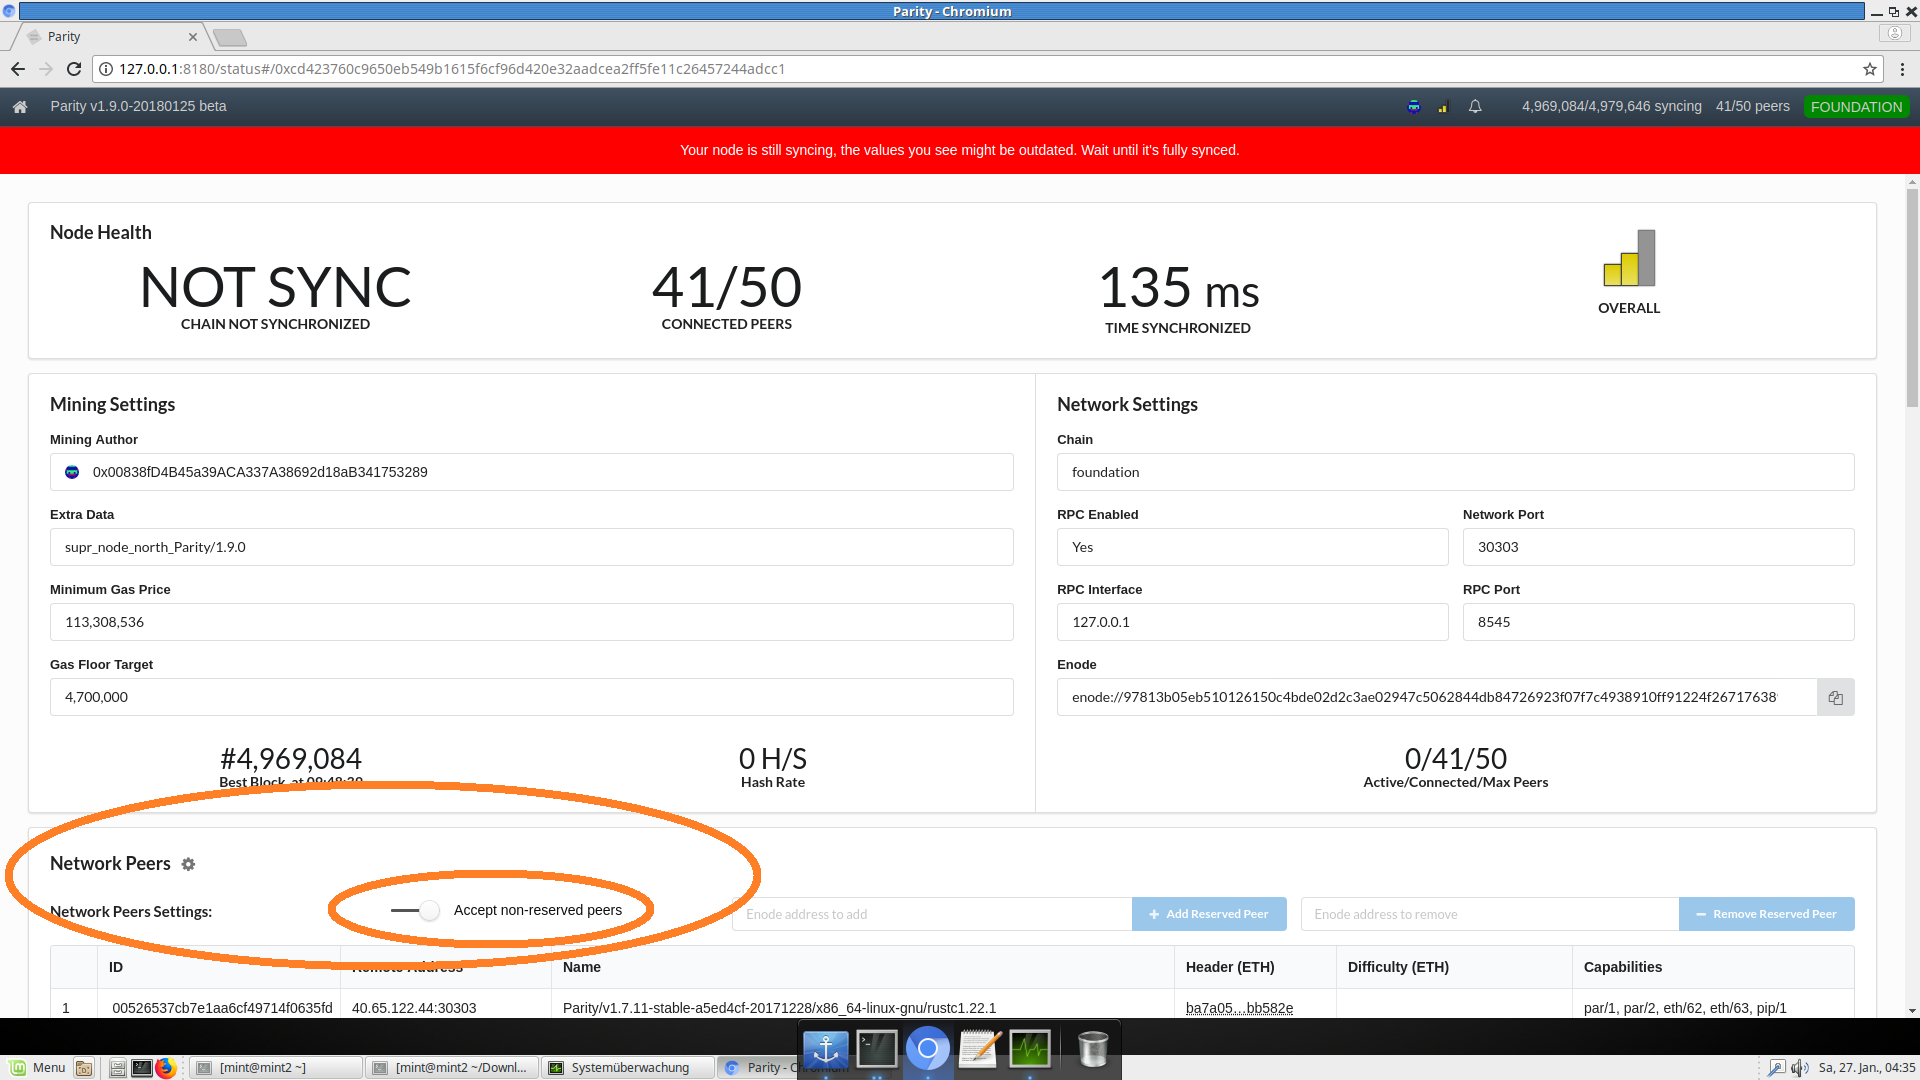 Parity - Chromium
Parity
127.0.0.1:8180/status#/0xcd423760c9650eb549b1615f6cf96d420e32aadcea2ff5fe11c26457244adcc1
Parity v1.9.0-20180125 beta
4,969,084/4,979,646 syncing 41/50 peers FOUNDATION
Your node is still syncing, the values you see might be outdated. Wait until it's fully synced.
Node Health
NOT SYNC
CHAIN NOT SYNCHRONIZED
41/50
CONNECTED PEERS
135 ms
TIME SYNCHRONIZED
OVERALL
Mining Settings
Mining Author
0x00838fD4B45a39ACA337A38692d18aB341753289
Extra Data
supr_node_north_Parity/1.9.0
Minimum Gas Price
113,308,536
Gas Floor Target
4,700,000
#4,969,084
Best Block at 09:48:29
0 H/S
Hash Rate
Network Settings
Chain
foundation
RPC Enabled
Yes
Network Port
30303
RPC Interface
127.0.0.1
RPC Port
8545
Enode
enode://97813b05eb510126150c4bde02d2c3ae02947c5062844db84726923f07f7c4938910ff91224f26717638
0/41/50
Active/Connected/Max Peers
Network Peers
Network Peers Settings:
Accept non-reserved peers
Enode address to add
+ Add Reserved Peer
Enode address to remove
− Remove Reserved Peer
ID Remote Address Name Header (ETH) Difficulty (ETH) Capabilities
1 00526537cb7e1aa6cf49714f0635fd 40.65.122.44:30303 Parity/v1.7.11-stable-a5ed4cf-20171228/x86_64-linux-gnu/rustc1.22.1 ba7a05...bb582e par/1, par/2, eth/62, eth/63, pip/1
Menu [mint@mint2 ~] [mint@mint2 ~/Downl... Systemüberwachung Parity - Chromium Sa, 27. Jan., 04:35